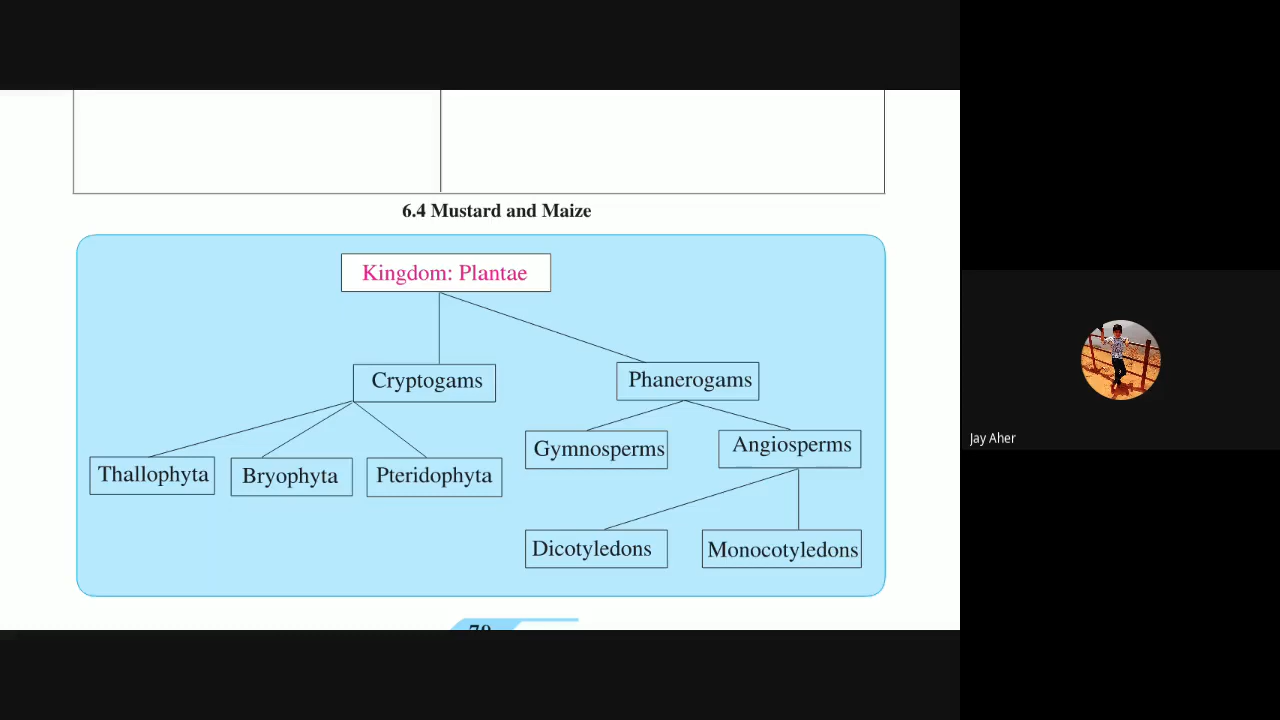 6.4 Mustard and Maize
Kingdom: Plantae
Cryptogams
Phanerogams
Thallophyta
Bryophyta
Pteridophyta
Gymnosperms
Angiosperms
Dicotyledons
Monocotyledons
Jay Aher